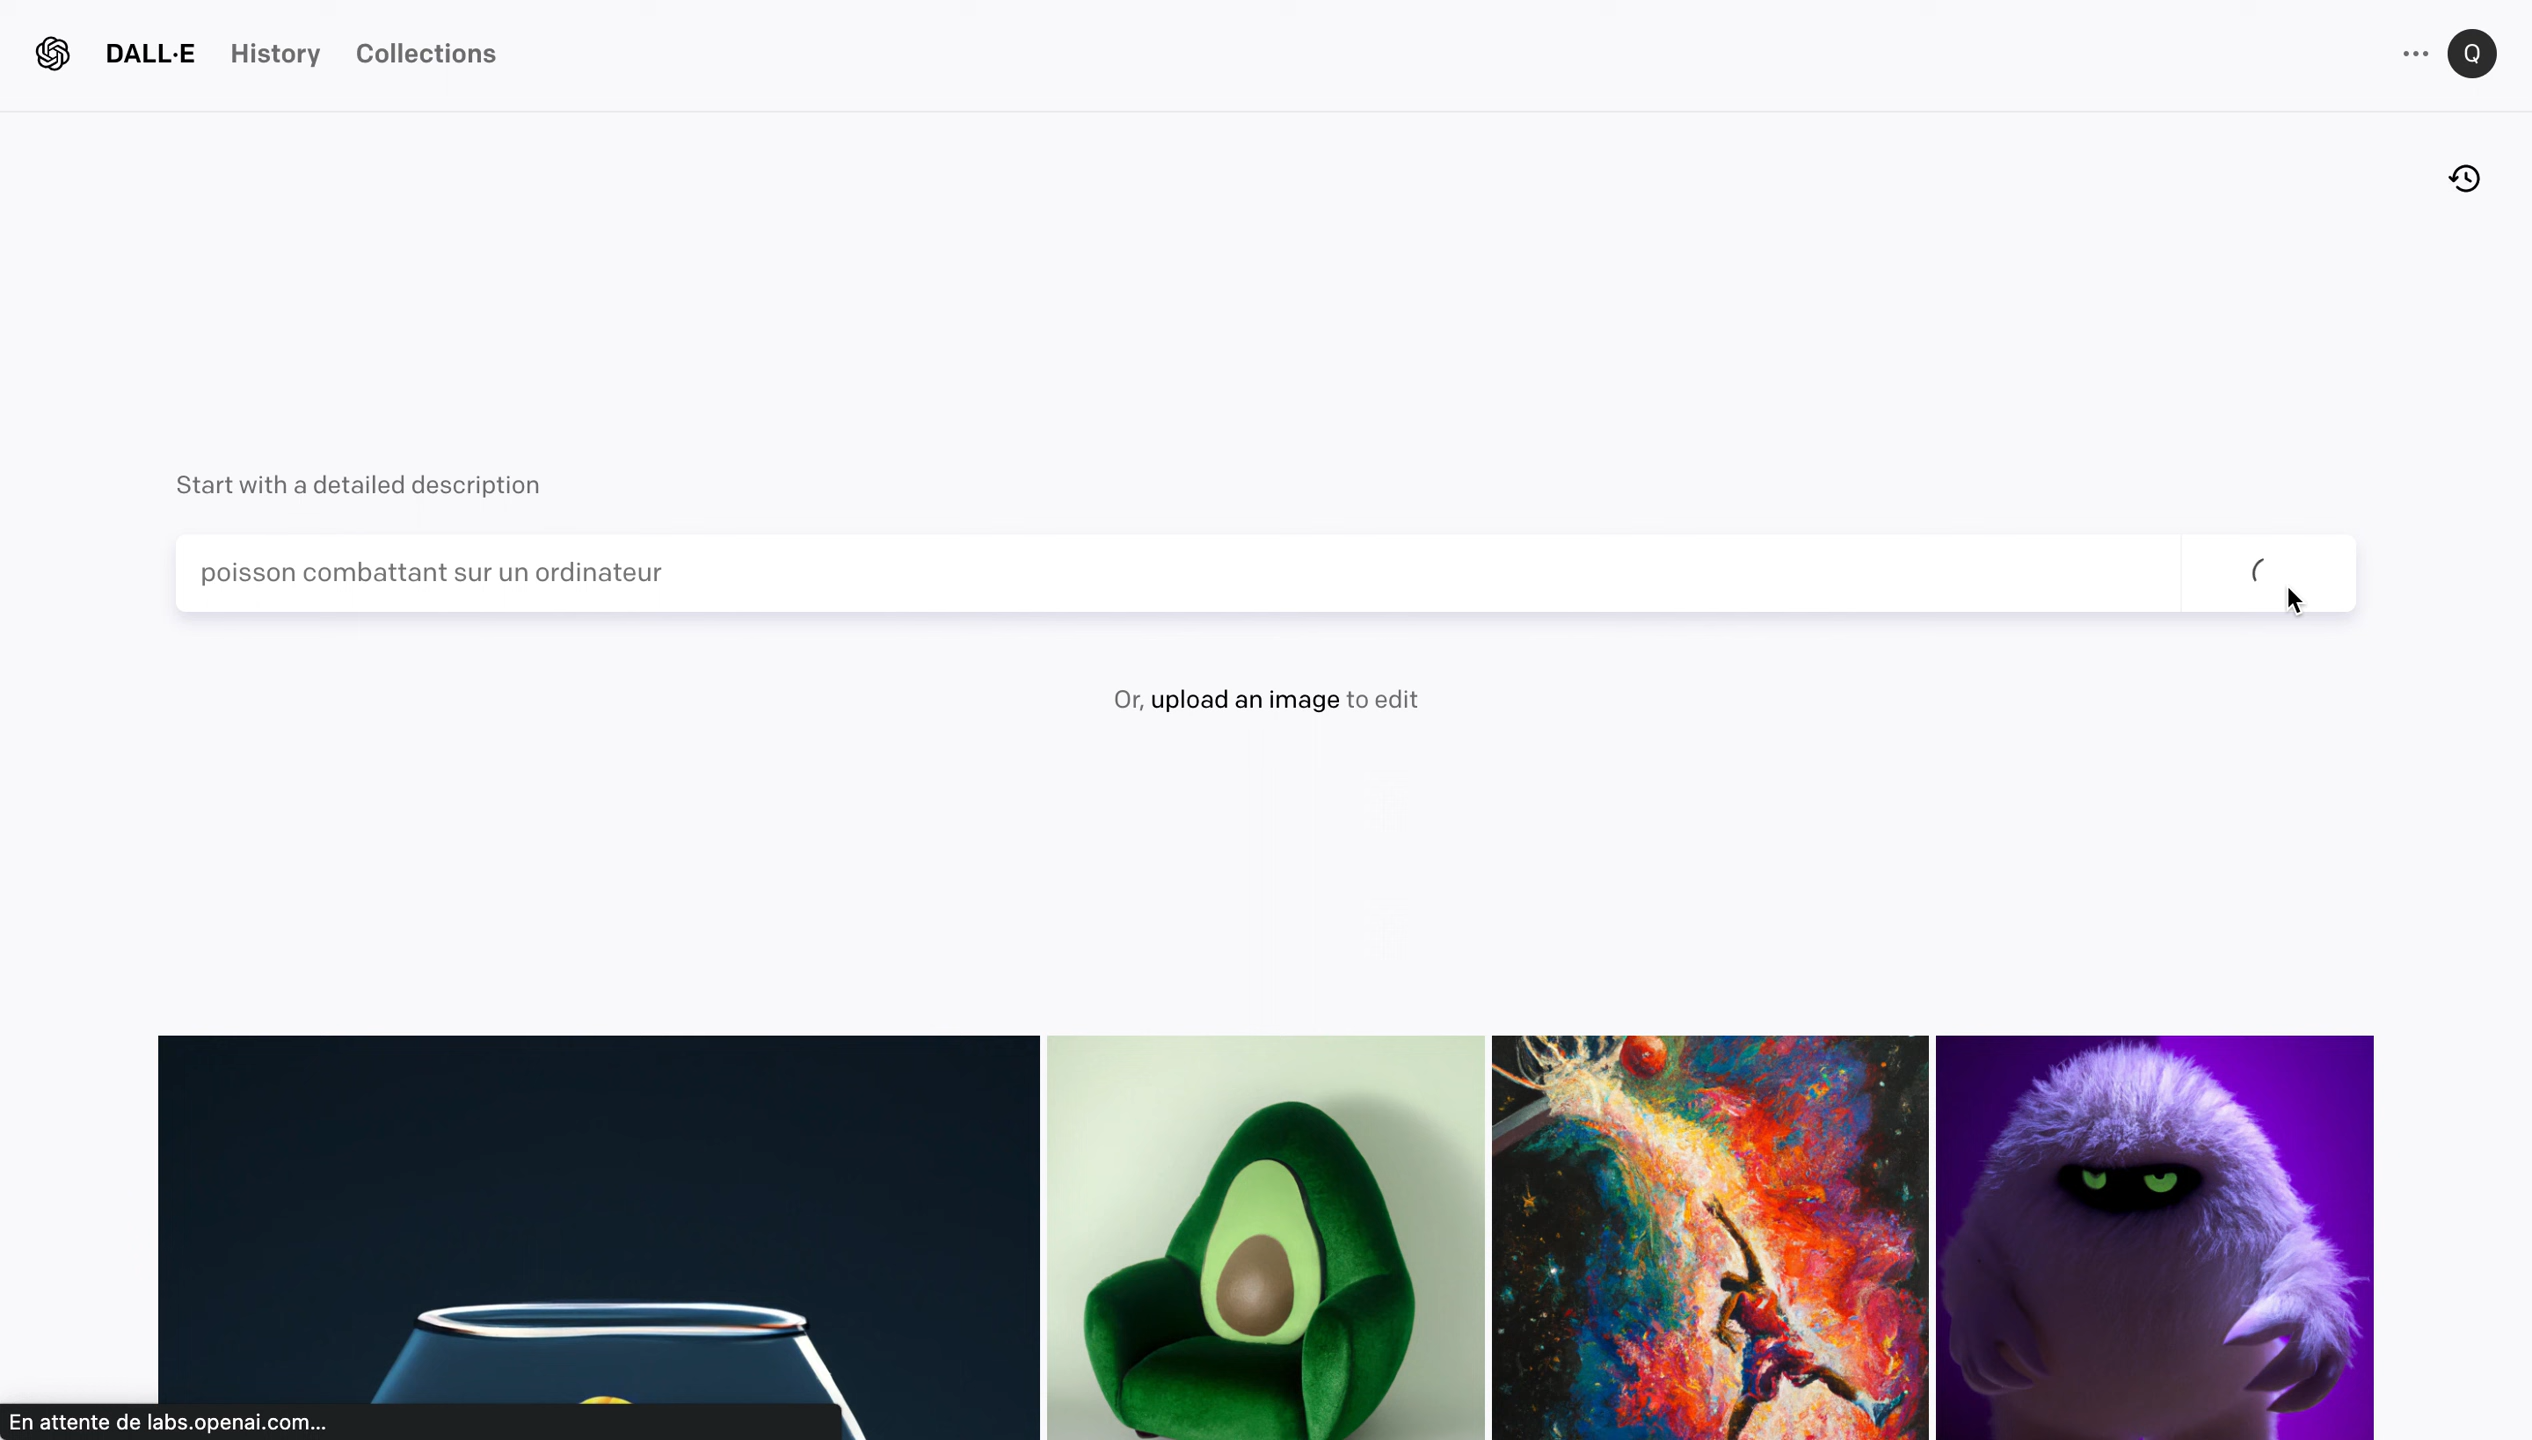 DALL·E History Collections
Q
Start with a detailed description
poisson combattant sur un ordinateur
Or, upload an image to edit
En attente de labs.openai.com...